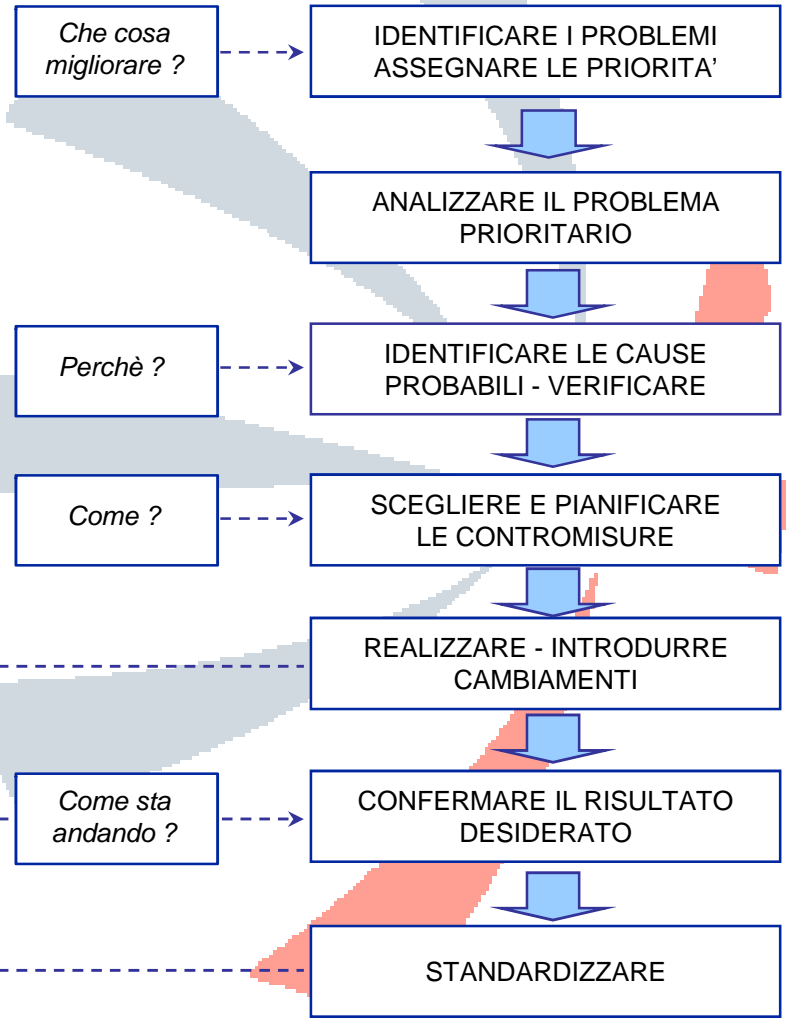 Che cosa
migliorare ?
IDENTIFICARE I PROBLEMI
ASSEGNARE LE PRIORITA'
ANALIZZARE IL PROBLEMA
PRIORITARIO
Perchè ?
IDENTIFICARE LE CAUSE
PROBABILI - VERIFICARE
Come ?
SCEGLIERE E PIANIFICARE
LE CONTROMISURE
REALIZZARE - INTRODURRE
CAMBIAMENTI
Come sta
andando ?
CONFERMARE IL RISULTATO
DESIDERATO
STANDARDIZZARE